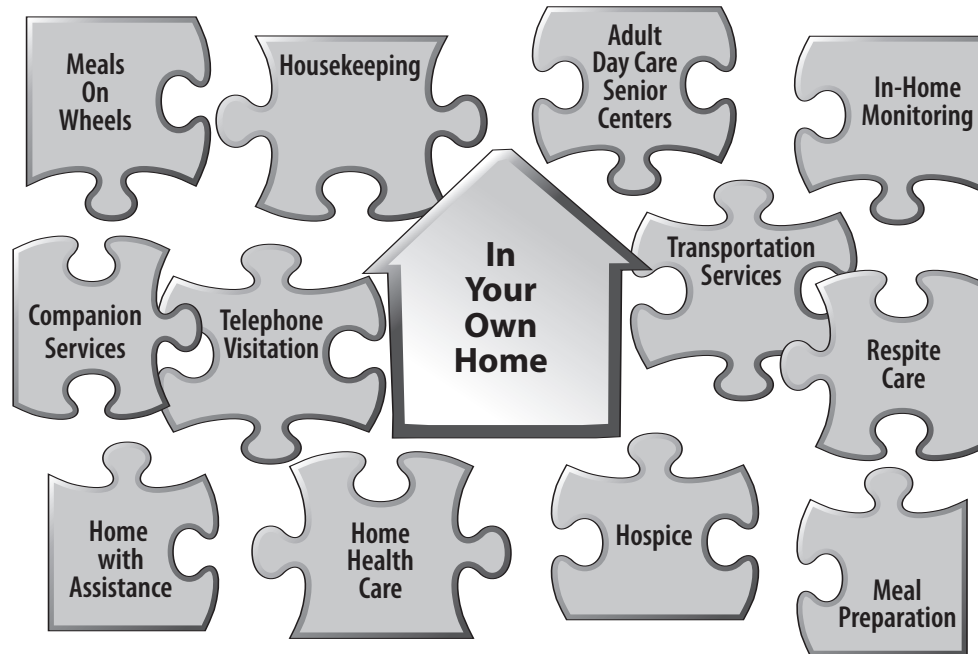 Meals
On
Wheels
Housekeeping
Adult
Day Care
Senior
Centers
In-Home
Monitoring
Companion
Services
Telephone
Visitation
In
Your
Own
Home
Transportation
Services
Respite
Care
Home
with
Assistance
Home
Health
Care
Hospice
Meal
Preparation